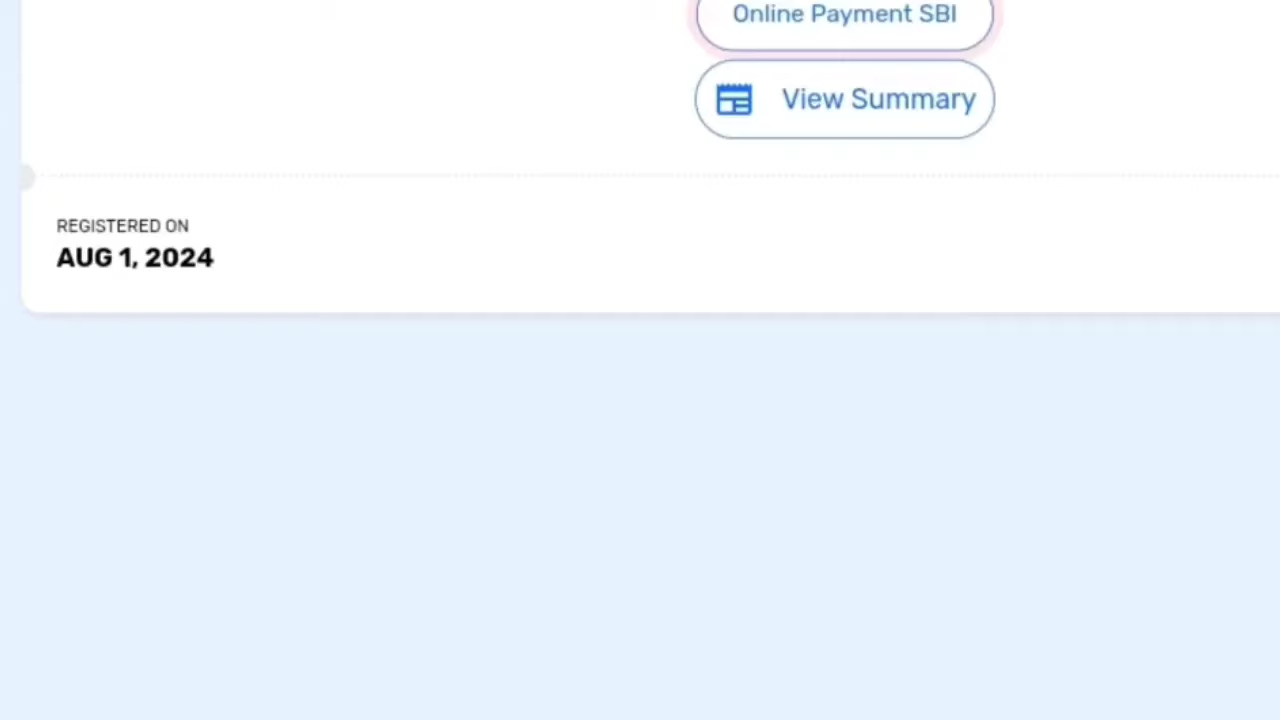 Online Payment SBI
View Summary
REGISTERED ON
AUG 1, 2024